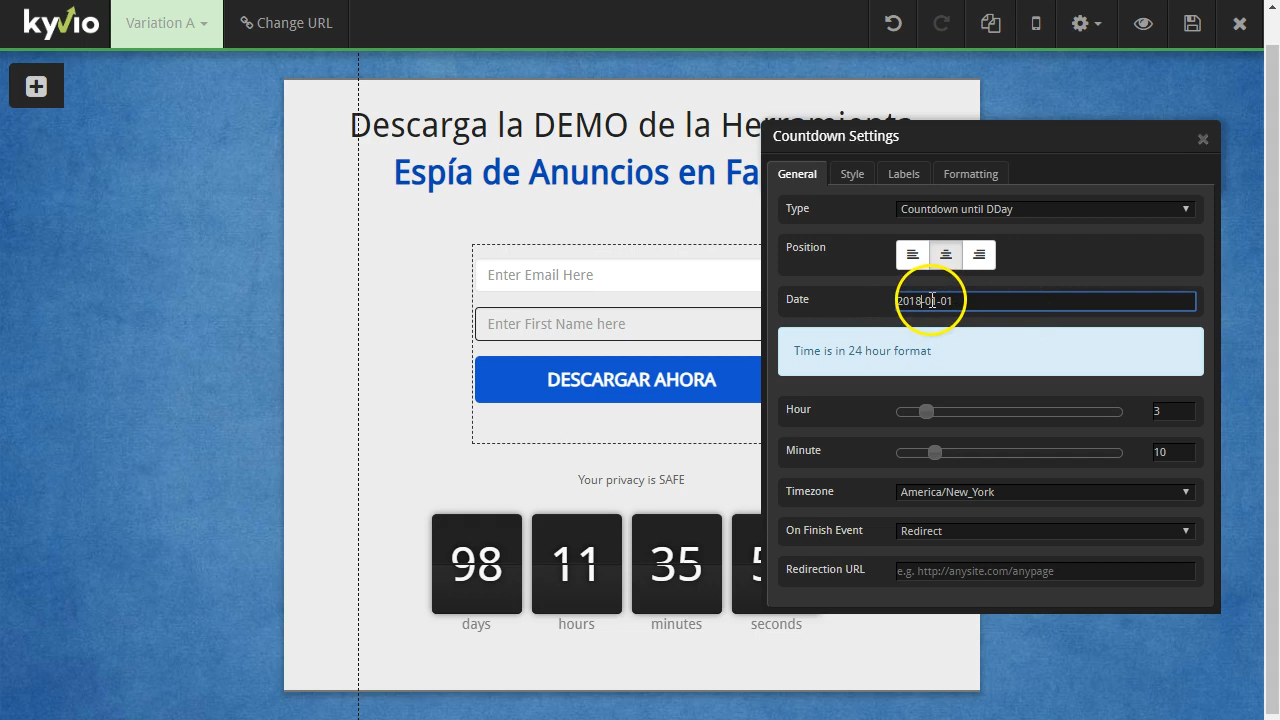 kyvio
Variation A
Change URL
Descarga la DEMO de la Herramienta
Espía de Anuncios en Fa
Enter Email Here
Enter First Name here
DESCARGAR AHORA
Your privacy is SAFE
98 11 35 5
days hours minutes seconds
Countdown Settings
General Style Labels Formatting
Type Countdown until DDay
Position
Date 2018-01-01
Time is in 24 hour format
Hour 3
Minute 10
Timezone America/New_York
On Finish Event Redirect
Redirection URL e.g. http://anysite.com/anypage